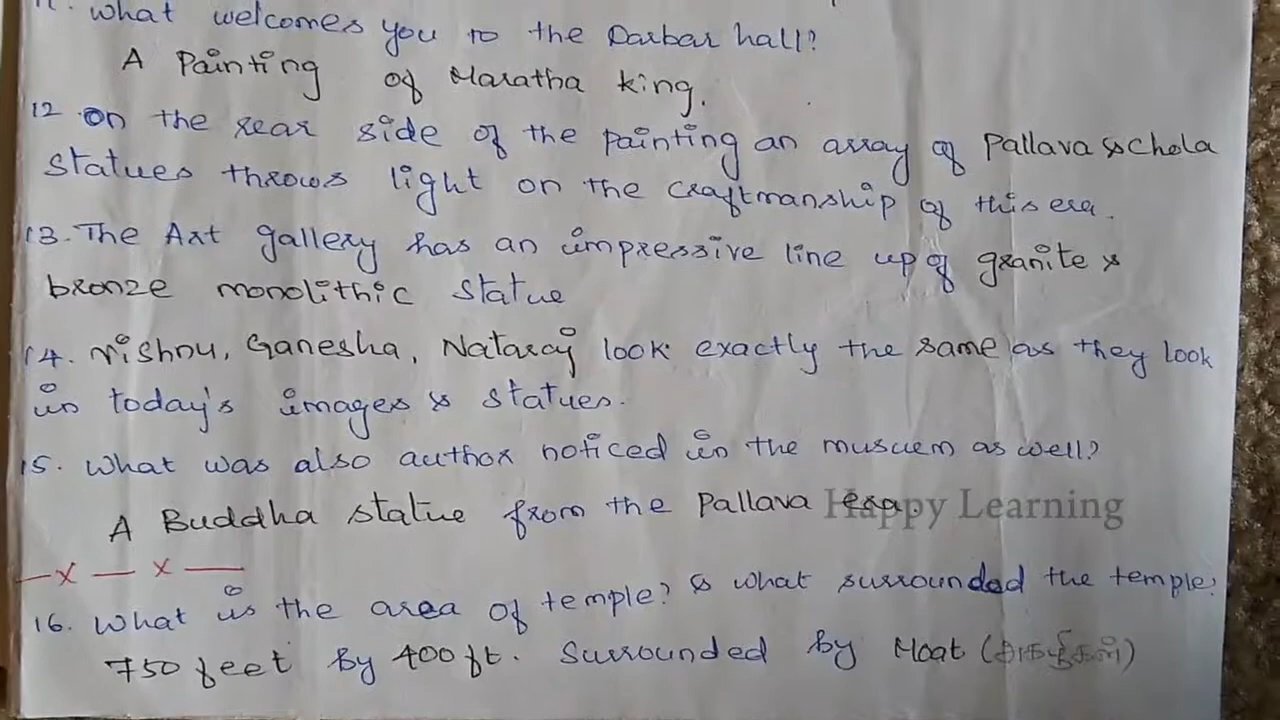 11. What welcomes you to the Darbar hall?
A Painting of Maratha king.
12. On the rear side of the painting an array of Pallava & Chola
statues throws light on the craftmanship of this era.
13. The Art gallery has an impressive line up of granite &
bronze monolithic statue
14. Vishnu, Ganesha, Nataraj look exactly the same as they look
in today's images & statues.
15. What was also author noticed in the musuem as well?
A Buddha statue from the Pallava era.
Happy Learning
— x — x —
16. What is the area of temple? & what surrounded the temple?
750 feet by 400 ft. Surrounded by Moat (அகழிகள்)